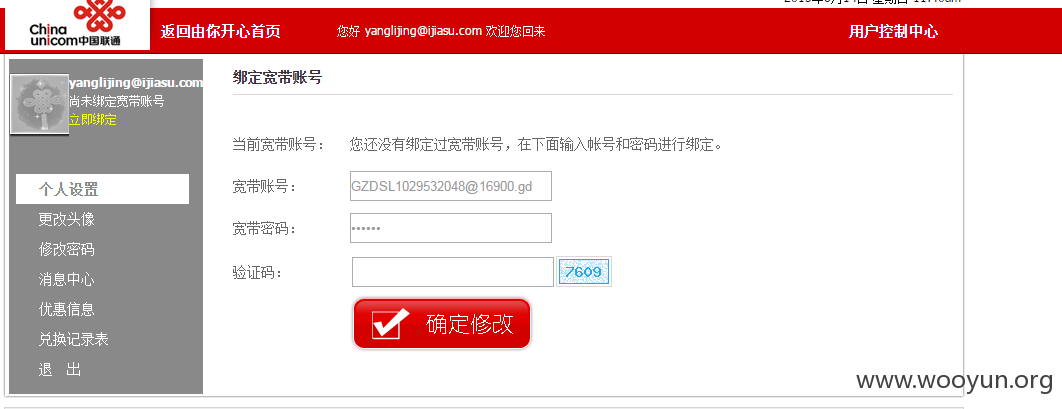 China
unicom中国联通
返回由你开心首页
您好 yanglijing@ijiasu.com 欢迎您回来
用户控制中心
yanglijing@ijiasu.com
尚未绑定宽带账号
立即绑定
个人设置
更改头像
修改密码
消息中心
优惠信息
兑换记录表
退 出
绑定宽带账号
当前宽带账号： 您还没有绑定过宽带账号，在下面输入帐号和密码进行绑定。
宽带账号： GZDSL1029532048@16900.gd
宽带密码： ••••••
验证码： 7609
确定修改
www.wooyun.org